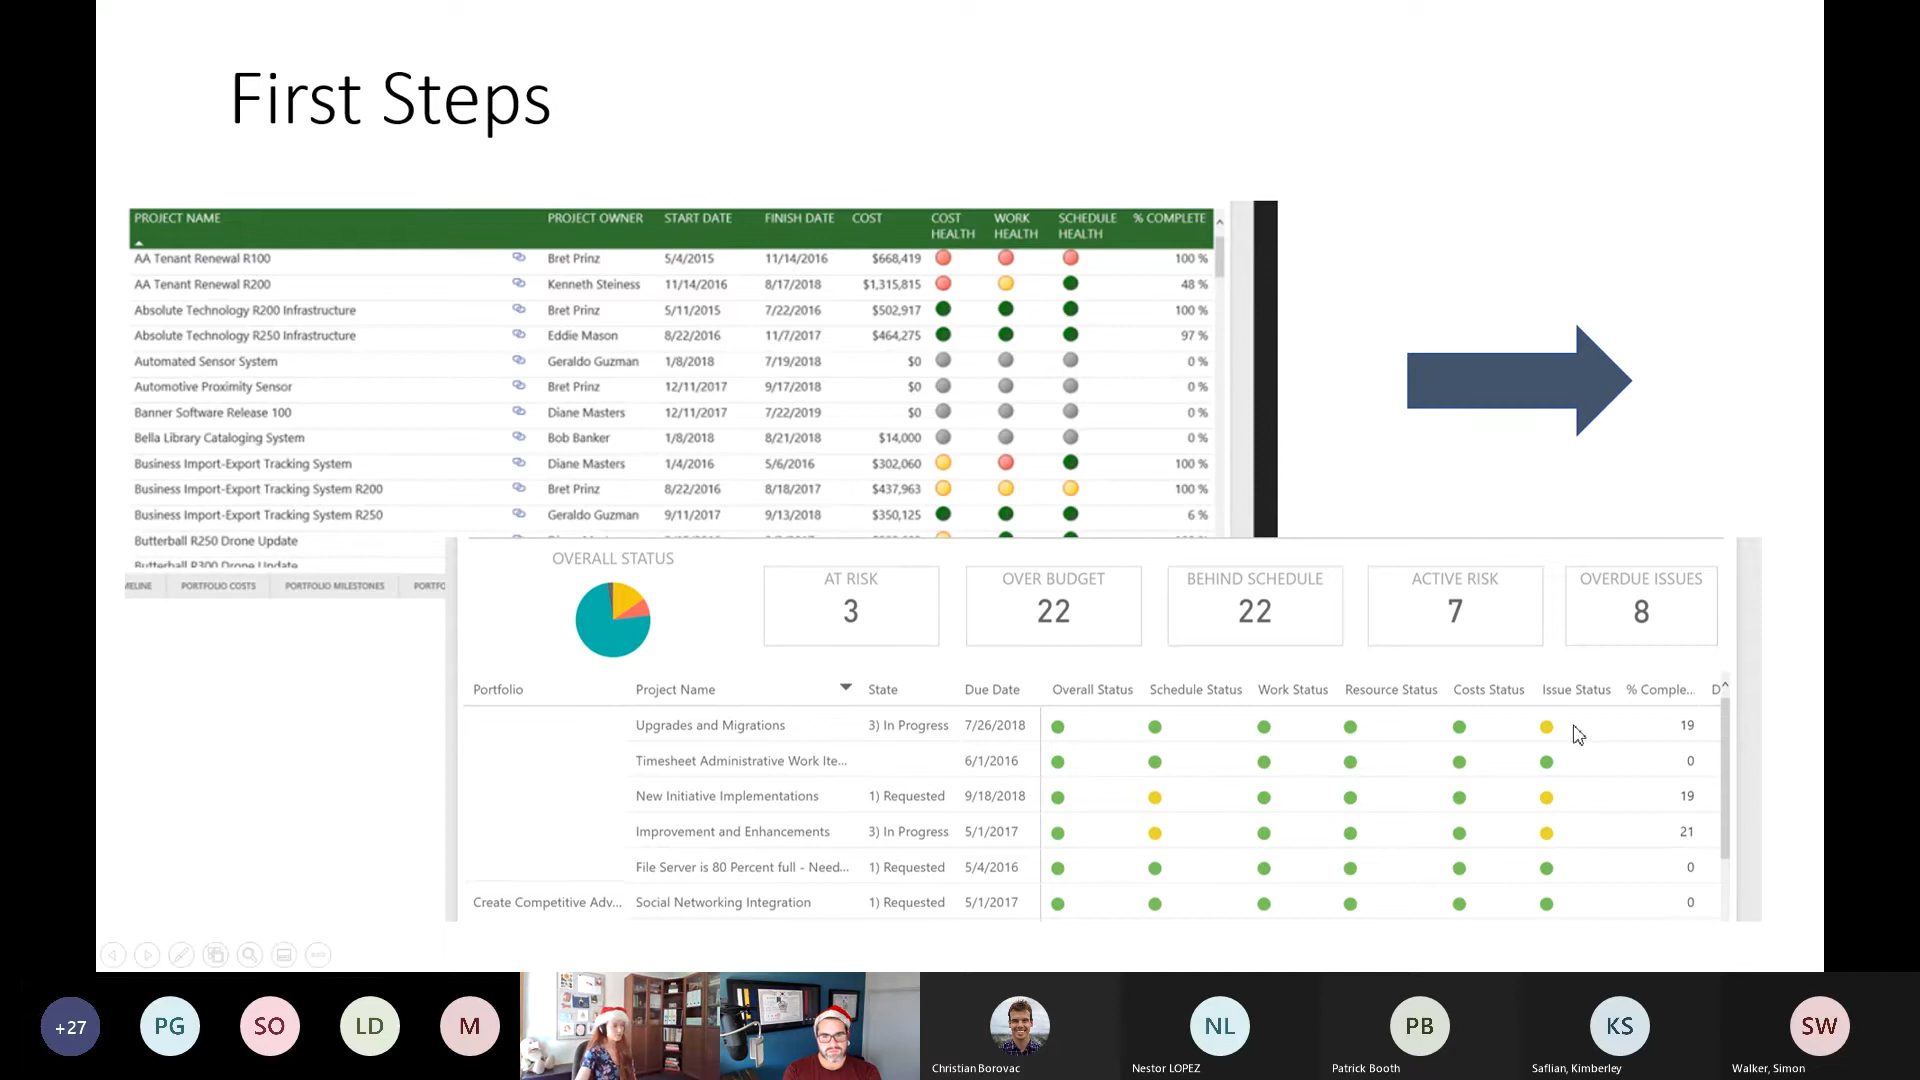 First Steps
PROJECT NAME PROJECT OWNER START DATE FINISH DATE COST COST HEALTH WORK HEALTH SCHEDULE HEALTH % COMPLETE
AA Tenant Renewal R100 Bret Prinz 5/4/2015 11/14/2016 $668,419 100 %
AA Tenant Renewal R200 Kenneth Steiness 11/14/2016 8/17/2018 $1,315,815 48 %
Absolute Technology R200 Infrastructure Bret Prinz 5/11/2015 7/22/2016 $502,917 100 %
Absolute Technology R250 Infrastructure Eddie Mason 8/22/2016 11/7/2017 $464,275 97 %
Automated Sensor System Geraldo Guzman 1/8/2018 7/19/2018 $0 0 %
Automotive Proximity Sensor Bret Prinz 12/11/2017 9/17/2018 $0 0 %
Banner Software Release 100 Diane Masters 12/11/2017 7/22/2019 $0 0 %
Bella Library Cataloging System Bob Banker 1/8/2018 8/21/2018 $14,000 0 %
Business Import-Export Tracking System Diane Masters 1/4/2016 5/6/2016 $302,060 100 %
Business Import-Export Tracking System R200 Bret Prinz 8/22/2016 8/18/2017 $437,963 100 %
Business Import-Export Tracking System R250 Geraldo Guzman 9/11/2017 9/13/2018 $350,125 6 %
Butterball R250 Drone Update
Butterball R300 Drone Update
MELINE PORTFOLIO COSTS PORTFOLIO MILESTONES PORTFO
OVERALL STATUS
AT RISK OVER BUDGET BEHIND SCHEDULE ACTIVE RISK OVERDUE ISSUES
3 22 22 7 8
Portfolio Project Name State Due Date Overall Status Schedule Status Work Status Resource Status Costs Status Issue Status % Comple... D
Upgrades and Migrations 3) In Progress 7/26/2018 19
Timesheet Administrative Work Ite... 6/1/2016 0
New Initiative Implementations 1) Requested 9/18/2018 19
Improvement and Enhancements 3) In Progress 5/1/2017 21
File Server is 80 Percent full - Need... 1) Requested 5/4/2016 0
Create Competitive Adv... Social Networking Integration 1) Requested 5/1/2017 0
+27 PG SO LD M NL PB KS SW
Christian Borovac Nestor LOPEZ Patrick Booth Saflian, Kimberley Walker, Simon